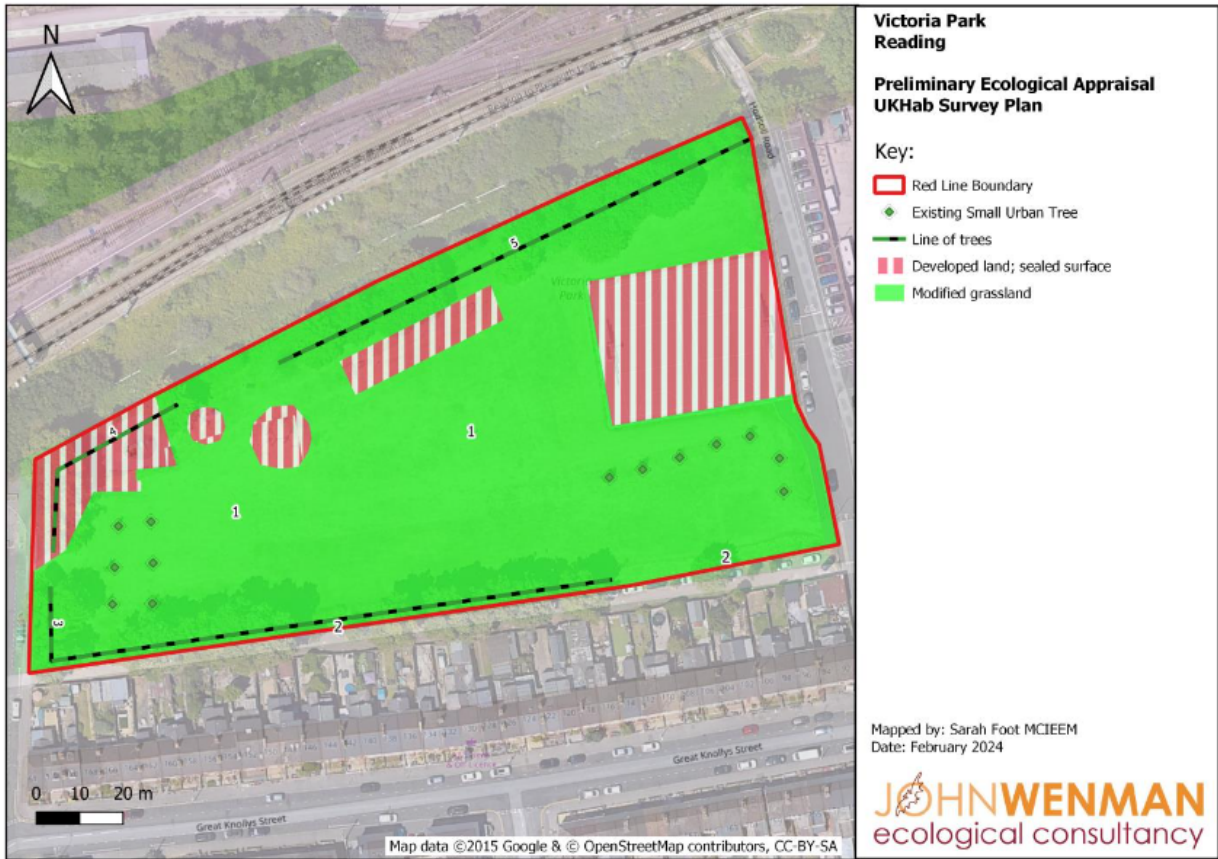 Victoria Park
Reading
Preliminary Ecological Appraisal
UKHab Survey Plan
Key:
Red Line Boundary
Existing Small Urban Tree
Line of trees
Developed land; sealed surface
Modified grassland
N
Hodsoll Road
5
Victoria
Park
4
1
1
2
3
2
Great Knollys Street
Great Knollys Street
0 10 20 m
Map data ©2015 Google & © OpenStreetMap contributors, CC-BY-SA
Mapped by: Sarah Foot MCIEEM
Date: February 2024
JOHNWENMAN
ecological consultancy